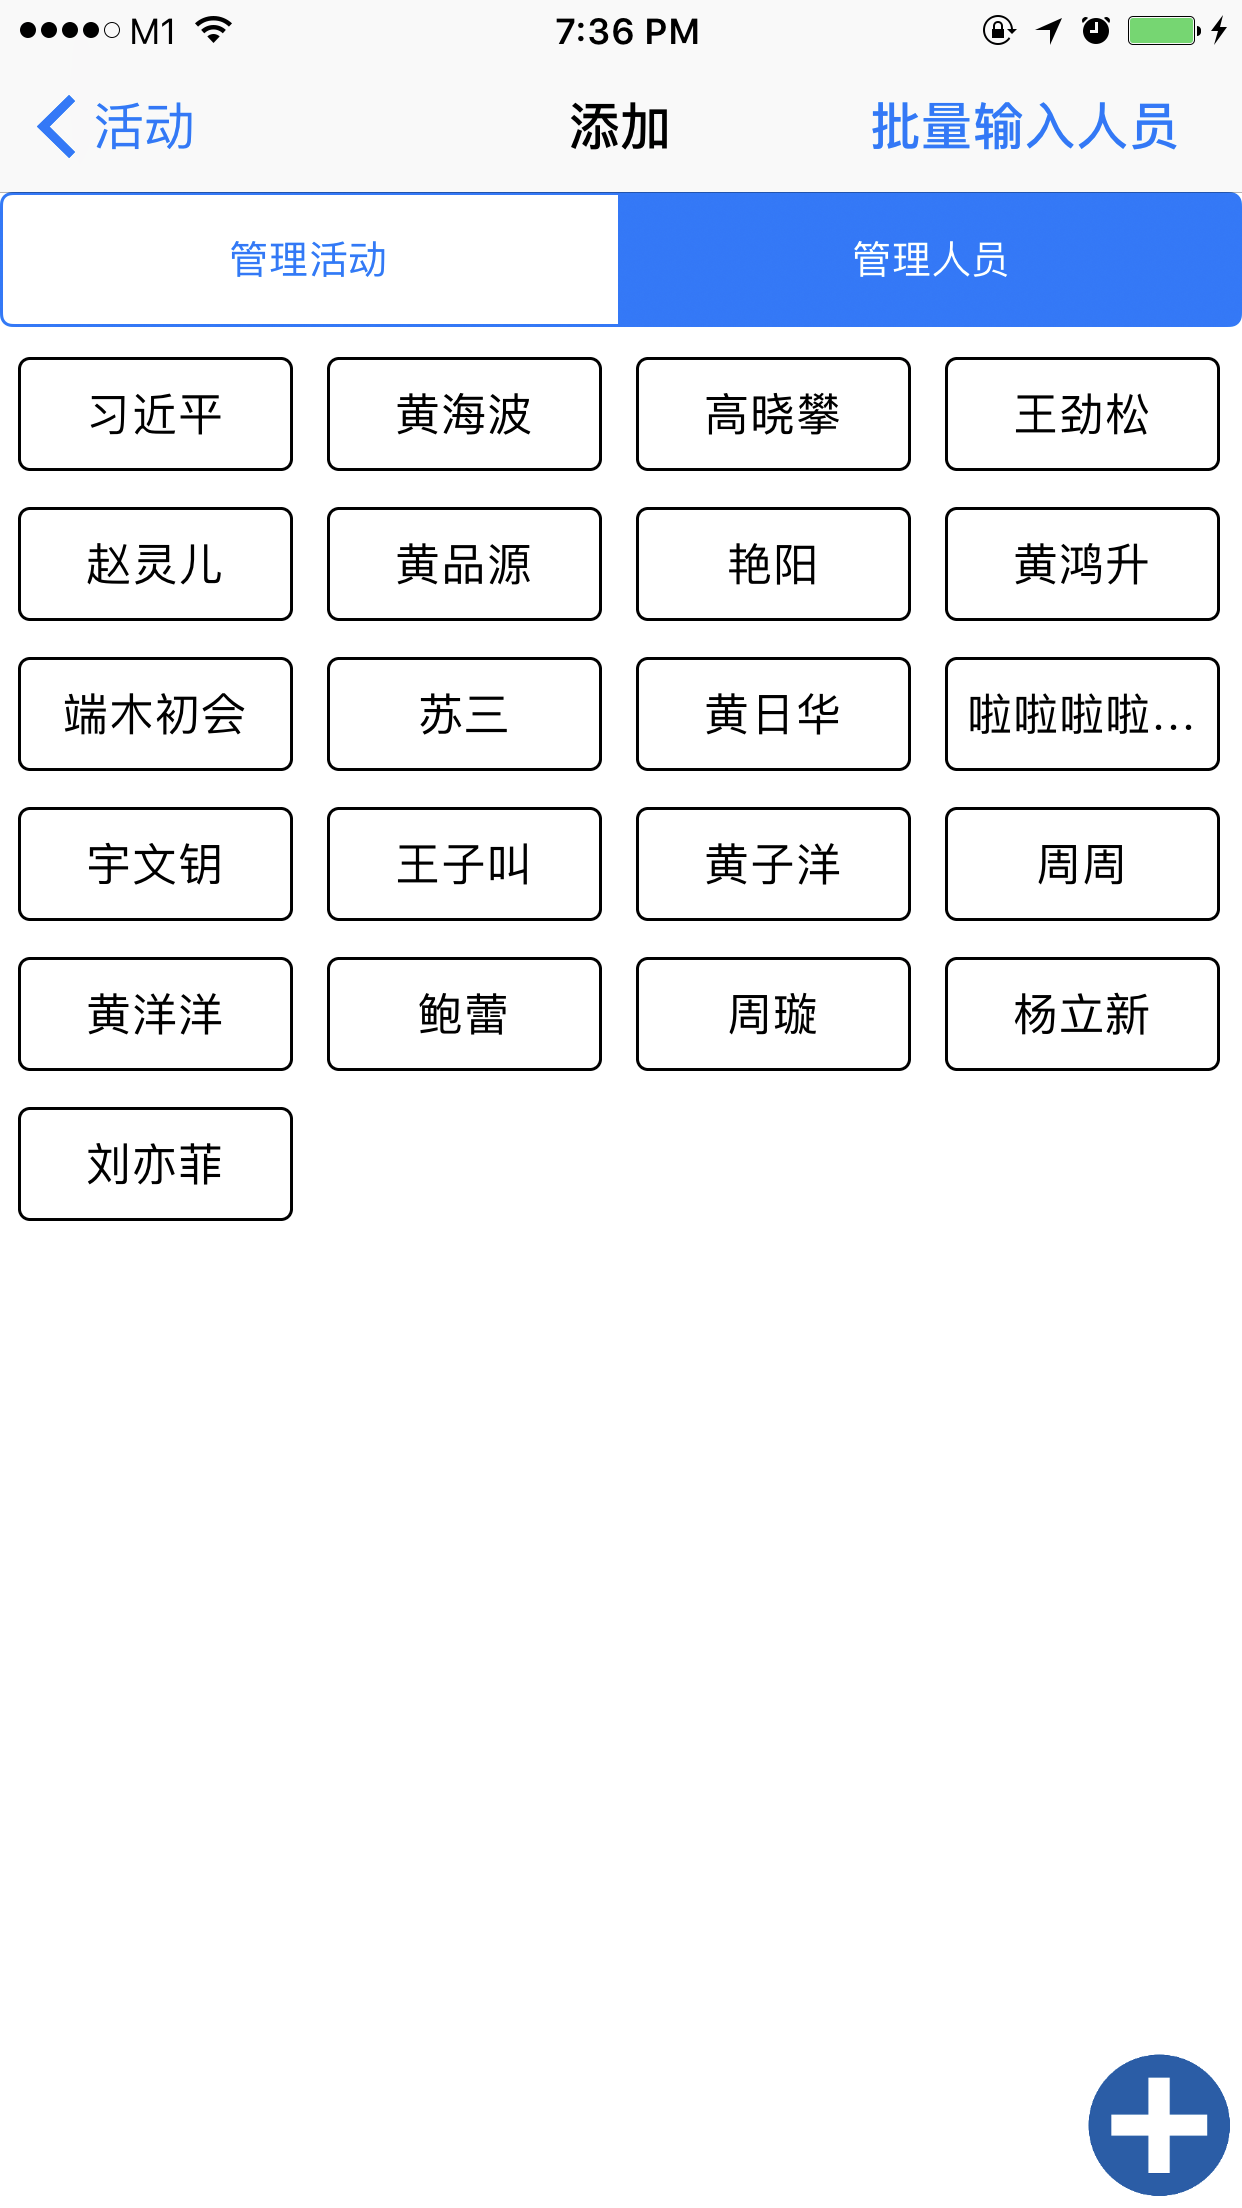 M1 7:36 PM
活动 添加 批量输入人员
管理活动 管理人员
习近平 黄海波 高晓攀 王劲松
赵灵儿 黄品源 艳阳 黄鸿升
端木初会 苏三 黄日华 啦啦啦啦...
宇文钥 王子叫 黄子洋 周周
黄洋洋 鲍蕾 周璇 杨立新
刘亦菲